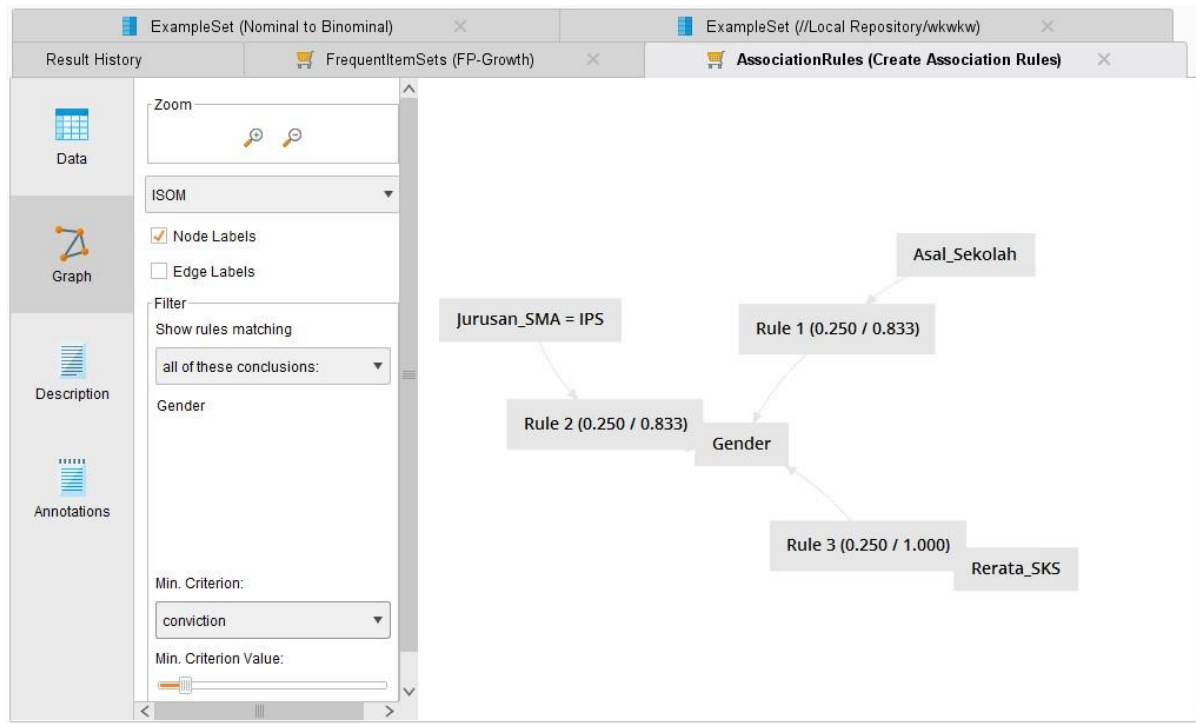 ExampleSet (Nominal to Binominal)
ExampleSet (//Local Repository/wkwkw)
Result History
FrequentItemSets (FP-Growth)
AssociationRules (Create Association Rules)
Data
Graph
Description
Annotations
Zoom
ISOM
Node Labels
Edge Labels
Filter
Show rules matching
all of these conclusions:
Gender
Min. Criterion:
conviction
Min. Criterion Value:
Asal_Sekolah
Jurusan_SMA = IPS
Rule 1 (0.250 / 0.833)
Rule 2 (0.250 / 0.833)
Gender
Rule 3 (0.250 / 1.000)
Rerata_SKS